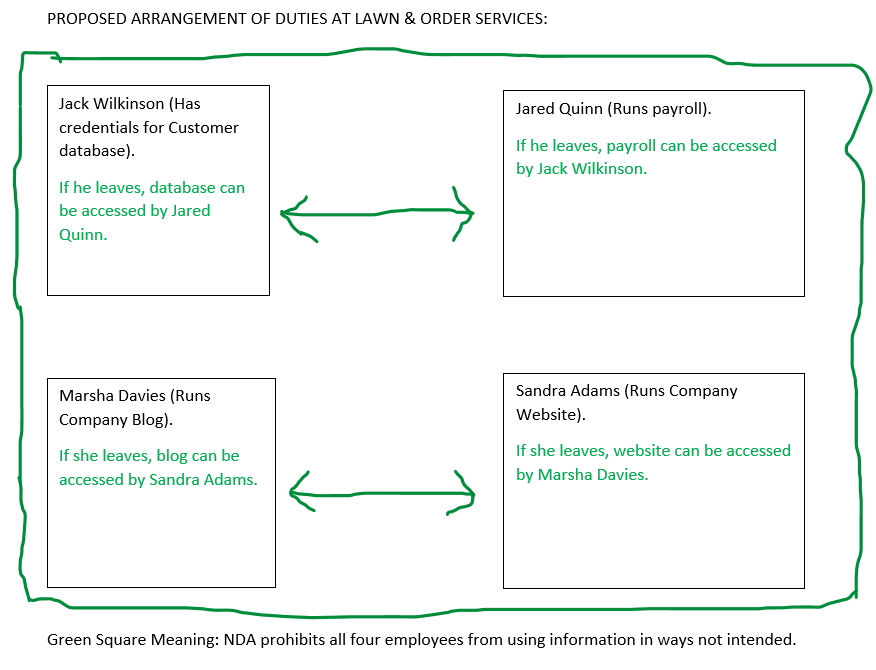 PROPOSED ARRANGEMENT OF DUTIES AT LAWN & ORDER SERVICES:
Jack Wilkinson (Has
credentials for Customer
database).
If he leaves, database can
be accessed by Jared
Quinn.
Jared Quinn (Runs payroll).
If he leaves, payroll can be accessed
by Jack Wilkinson.
Marsha Davies (Runs
Company Blog).
If she leaves, blog can be
accessed by Sandra Adams.
Sandra Adams (Runs Company
Website).
If she leaves, website can be accessed
by Marsha Davies.
Green Square Meaning: NDA prohibits all four employees from using information in ways not intended.